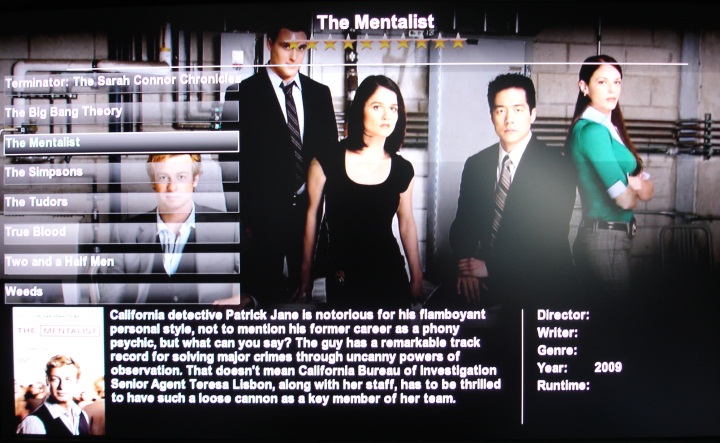 The Mentalist
Terminator: The Sarah Connor Chronicles
The Big Bang Theory
The Mentalist
The Simpsons
The Tudors
True Blood
Two and a Half Men
Weeds
THE MENTALIST
California detective Patrick Jane is notorious for his flamboyant
personal style, not to mention his former career as a phony
psychic, but what can you say? The guy has a remarkable track
record for solving major crimes through uncanny powers of
observation. That doesn't mean California Bureau of Investigation
Senior Agent Teresa Lisbon, along with her staff, has to be thrilled
to have such a loose cannon as a key member of her team.
Director:
Writer:
Genre:
Year: 2009
Runtime: